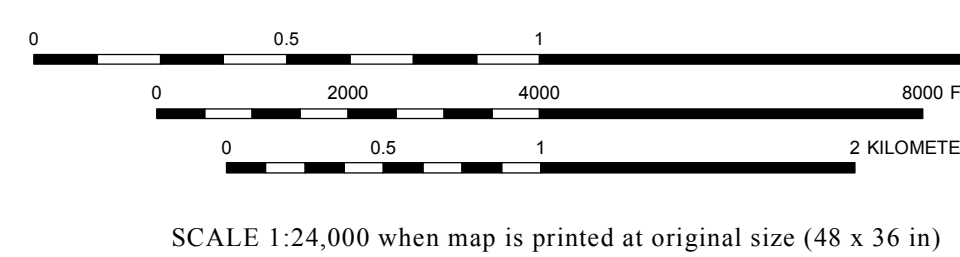 0 0.5 1
0 2000 4000 8000 F
0 0.5 1 2 KILOMETE
SCALE 1:24,000 when map is printed at original size (48 x 36 in)